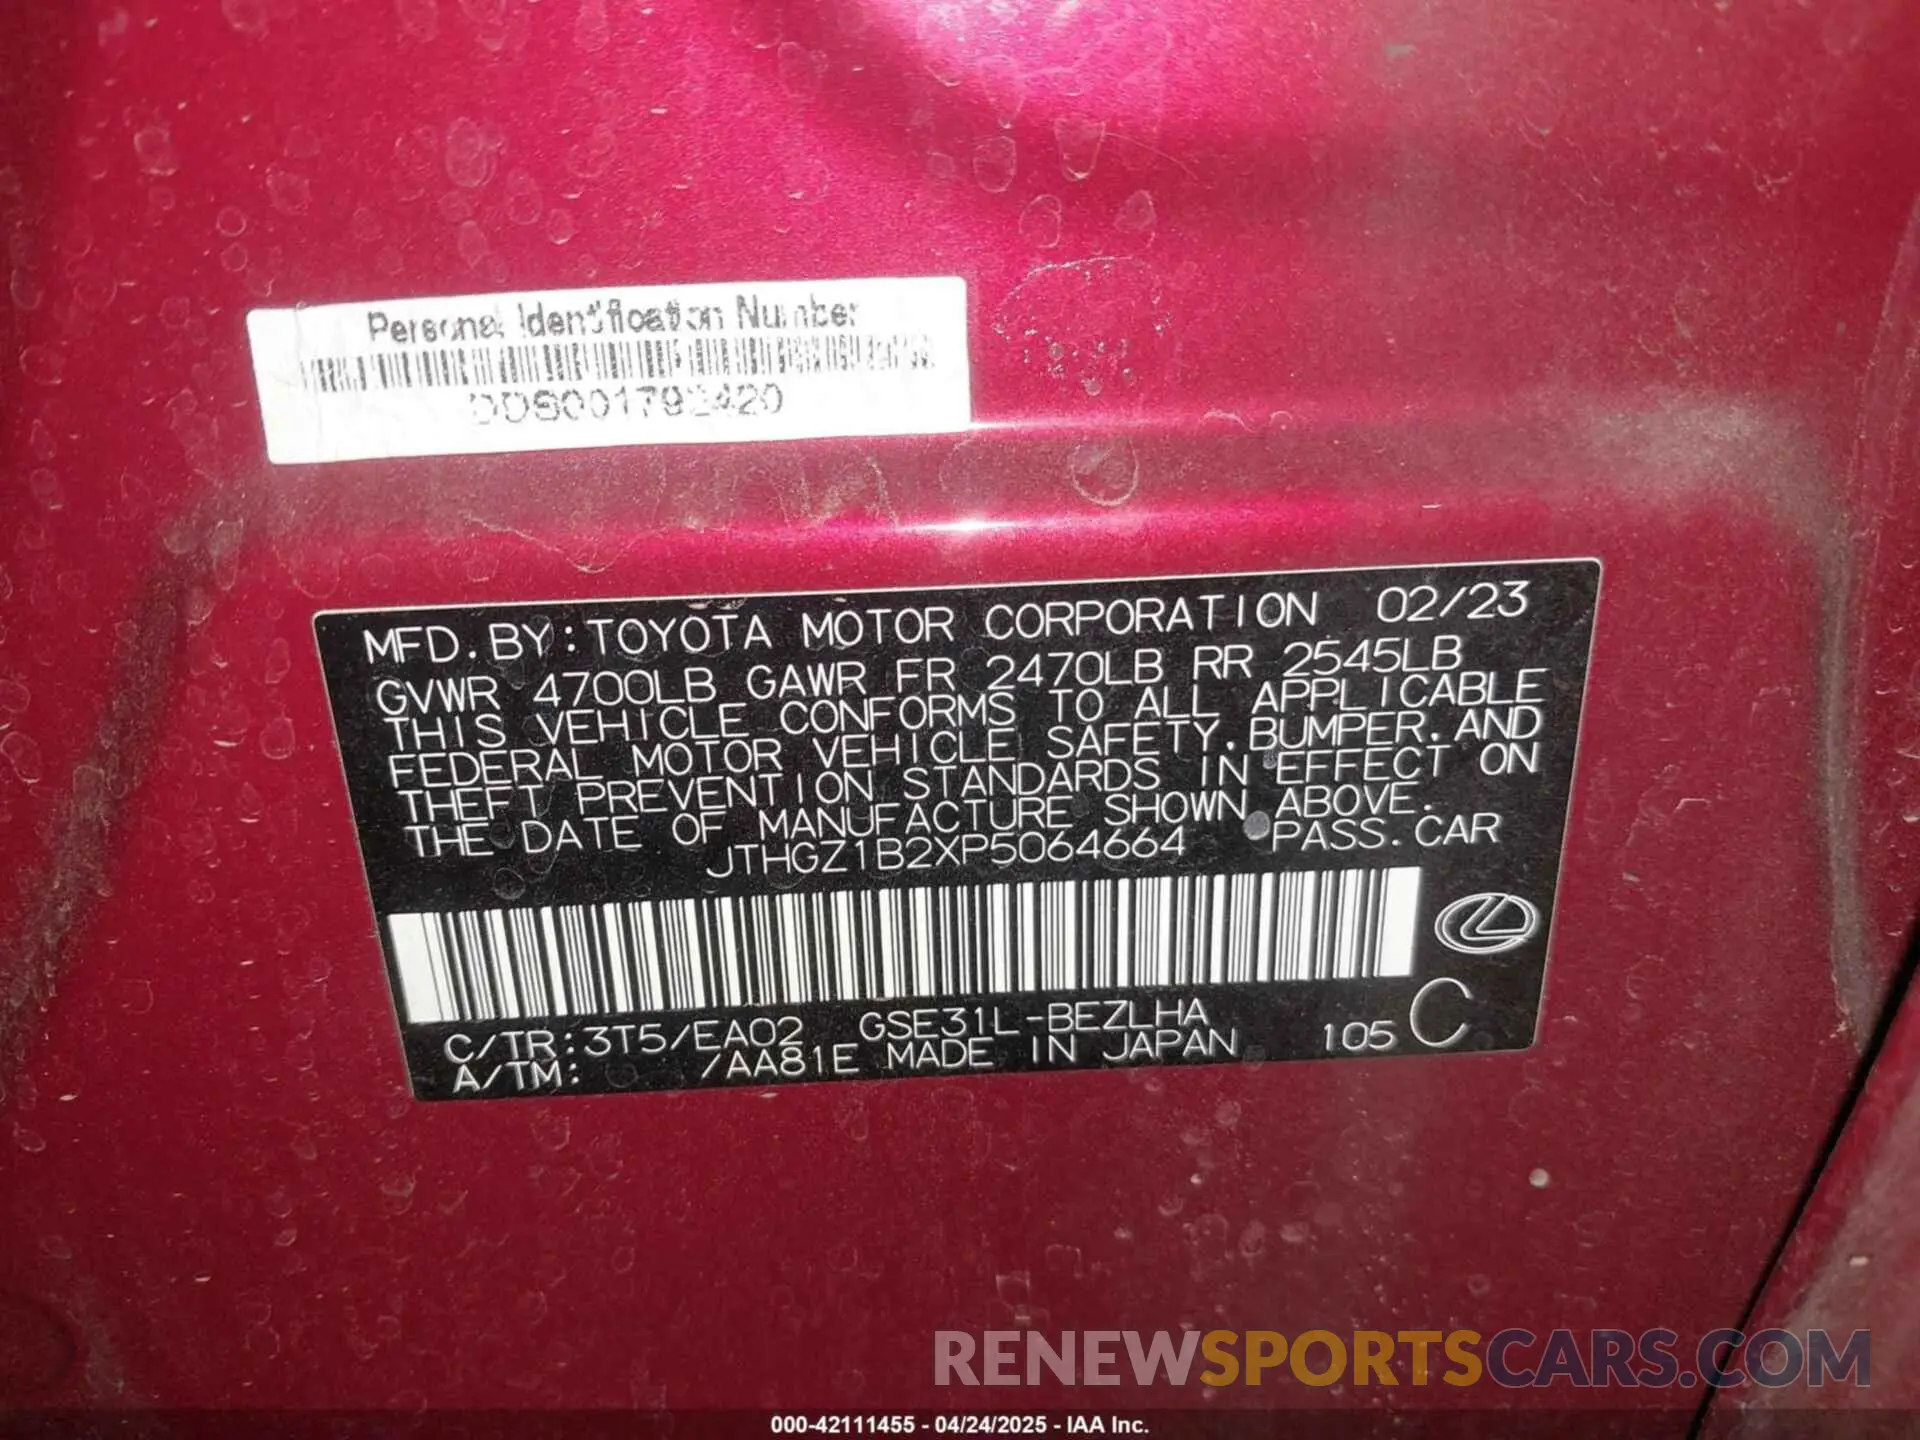 Personal Identification Number
DDS001792420
MFD. BY: TOYOTA MOTOR CORPORATION 02/23
GVWR 4700LB GAWR FR 2470LB RR 2545LB
THIS VEHICLE CONFORMS TO ALL APPLICABLE
FEDERAL MOTOR VEHICLE SAFETY, BUMPER, AND
THEFT PREVENTION STANDARDS IN EFFECT ON
THE DATE OF MANUFACTURE SHOWN ABOVE.
JTHGZ1B2XP5064664 PASS. CAR
C/TR: 3T5/EA02 GSE31L-BEZLHA
A/TM: /AA81E MADE IN JAPAN 105 C
RENEWSPORTSCARS.COM
000-42111455 - 04/24/2025 - IAA Inc.